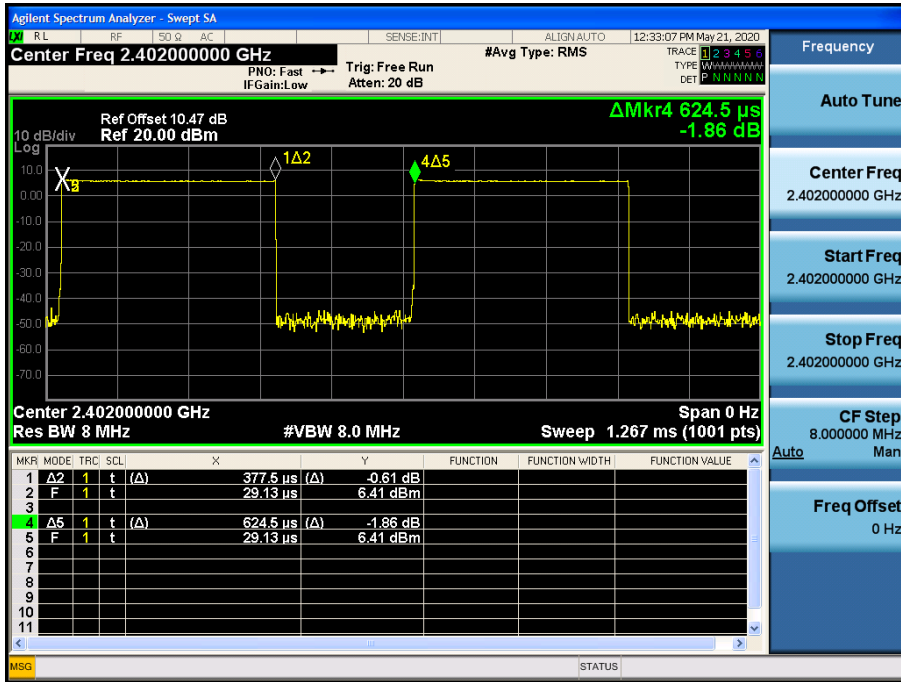 Agilent Spectrum Analyzer - Swept SA
LXI RL RF 50 Ω AC SENSE:INT ALIGNAUTO 12:33:07 PM May 21, 2020
Center Freq 2.402000000 GHz #Avg Type: RMS TRACE 1 2 3 4 5 6
PNO: Fast Trig: Free Run TYPE WWWWWW
IFGain:Low Atten: 20 dB DET P N N N N N
ΔMkr4 624.5 µs
-1.86 dB
Ref Offset 10.47 dB
10 dB/div Ref 20.00 dBm
Log
10.0
0.00
-10.0
-20.0
-30.0
-40.0
-50.0
-60.0
-70.0
1Δ2
4Δ5
Center 2.402000000 GHz Span 0 Hz
Res BW 8 MHz #VBW 8.0 MHz Sweep 1.267 ms (1001 pts)
MKR MODE TRC SCL X Y FUNCTION FUNCTION WIDTH FUNCTION VALUE
1 Δ2 1 t (Δ) 377.5 µs (Δ) -0.61 dB
2 F 1 t 29.13 µs 6.41 dBm
3
4 Δ5 1 t (Δ) 624.5 µs (Δ) -1.86 dB
5 F 1 t 29.13 µs 6.41 dBm
6
7
8
9
10
11
MSG STATUS
Frequency
Auto Tune
Center Freq
2.402000000 GHz
Start Freq
2.402000000 GHz
Stop Freq
2.402000000 GHz
CF Step
8.000000 MHz
Auto Man
Freq Offset
0 Hz